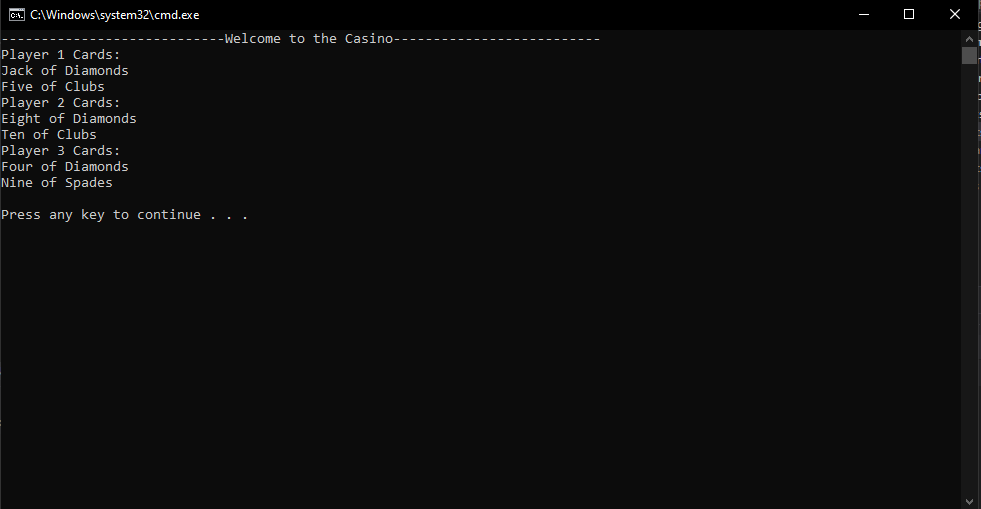 C:\Windows\system32\cmd.exe
----------------------------Welcome to the Casino--------------------------
Player 1 Cards:
Jack of Diamonds
Five of Clubs
Player 2 Cards:
Eight of Diamonds
Ten of Clubs
Player 3 Cards:
Four of Diamonds
Nine of Spades
Press any key to continue . . .